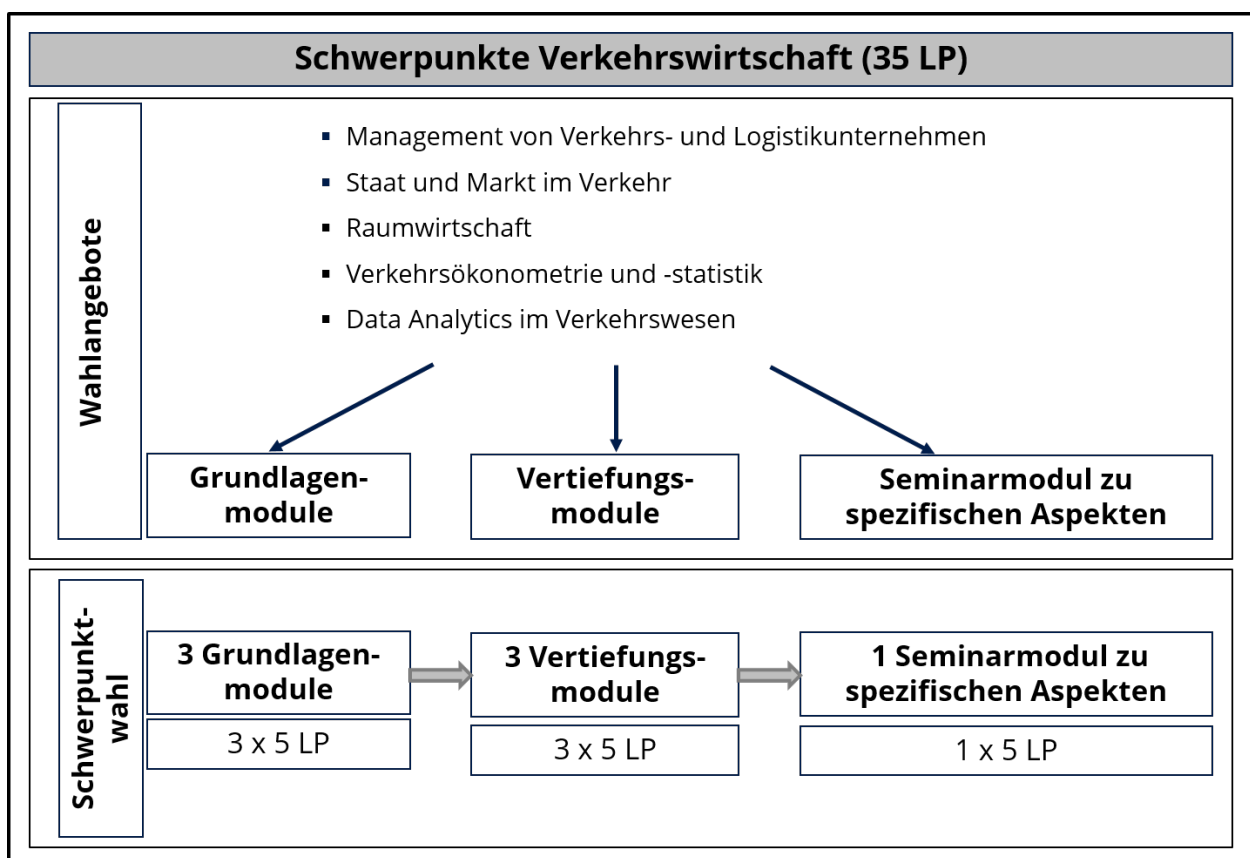 Schwerpunkte Verkehrswirtschaft (35 LP)
Wahlangebote
▪ Management von Verkehrs- und Logistikunternehmen
▪ Staat und Markt im Verkehr
▪ Raumwirtschaft
▪ Verkehrsökonometrie und -statistik
▪ Data Analytics im Verkehrswesen
Grundlagen-
module
Vertiefungs-
module
Seminarmodul zu
spezifischen Aspekten
Schwerpunkt-
wahl
3 Grundlagen-
module
3 x 5 LP
3 Vertiefungs-
module
3 x 5 LP
1 Seminarmodul zu
spezifischen Aspekten
1 x 5 LP